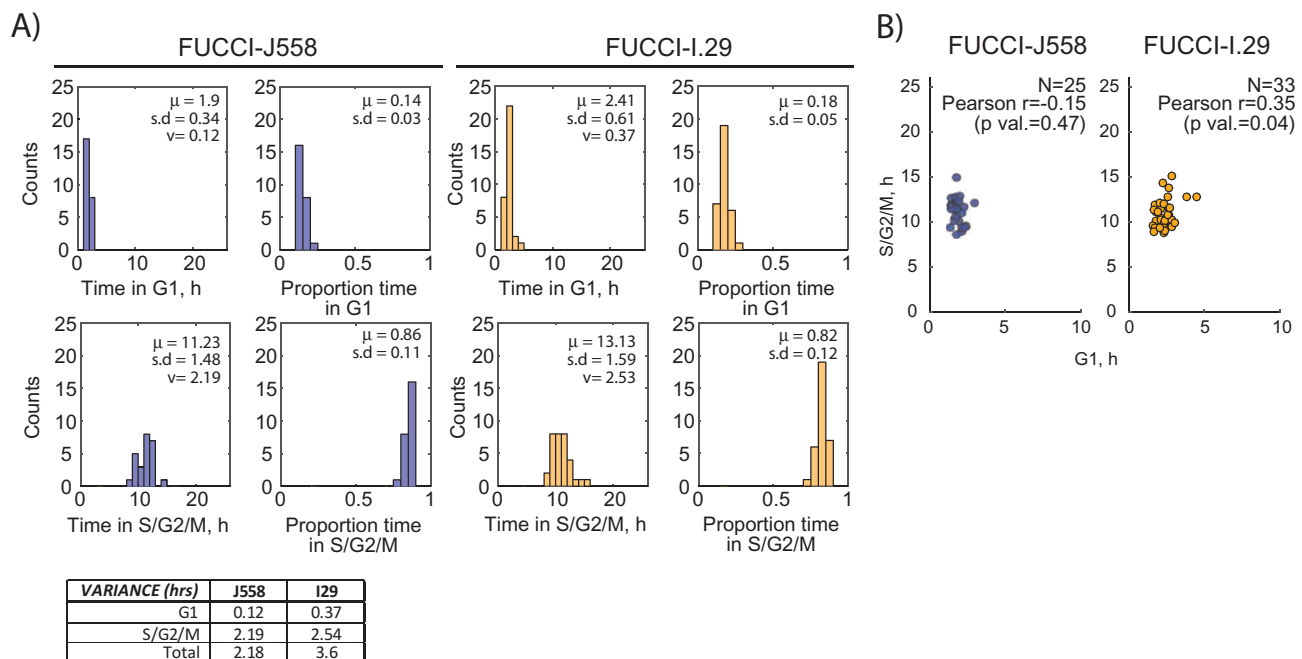 A)
FUCCI-J558
FUCCI-I.29
25
20
15
10
5
0
Counts
0
10
20
Time in G1, h
μ = 1.9
s.d = 0.34
v= 0.12
25
20
15
10
5
0
0
0.5
1
Proportion time
in G1
μ = 0.14
s.d = 0.03
25
20
15
10
5
0
Counts
0
10
20
Time in G1, h
μ = 2.41
s.d = 0.61
v= 0.37
25
20
15
10
5
0
0
0.5
1
Proportion time
in G1
μ = 0.18
s.d = 0.05
25
20
15
10
5
0
Counts
0
10
20
Time in S/G2/M, h
μ = 11.23
s.d = 1.48
v= 2.19
25
20
15
10
5
0
0
0.5
1
Proportion time
in S/G2/M
μ = 0.86
s.d = 0.11
25
20
15
10
5
0
Counts
0
10
20
Time in S/G2/M, h
μ = 13.13
s.d = 1.59
v= 2.53
25
20
15
10
5
0
0
0.5
1
Proportion time
in S/G2/M
μ = 0.82
s.d = 0.12
VARIANCE (hrs) J558 I29
G1 0.12 0.37
S/G2/M 2.19 2.54
Total 2.18 3.6
B)
FUCCI-J558
FUCCI-I.29
N=25
Pearson r=-0.15
(p val.=0.47)
25
20
15
10
5
0
S/G2/M, h
0
5
10
N=33
Pearson r=0.35
(p val.=0.04)
25
20
15
10
5
0
0
5
10
G1, h